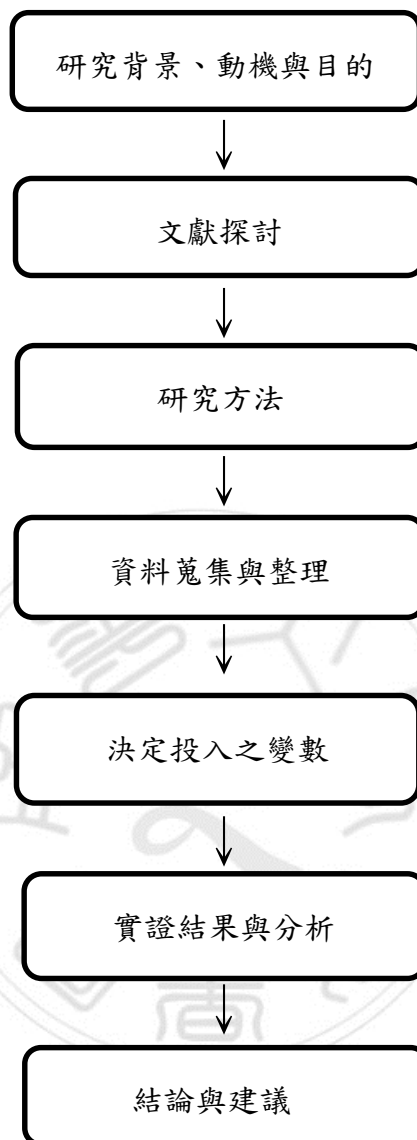 研究背景、動機與目的
文獻探討
研究方法
資料蒐集與整理
決定投入之變數
實證結果與分析
結論與建議